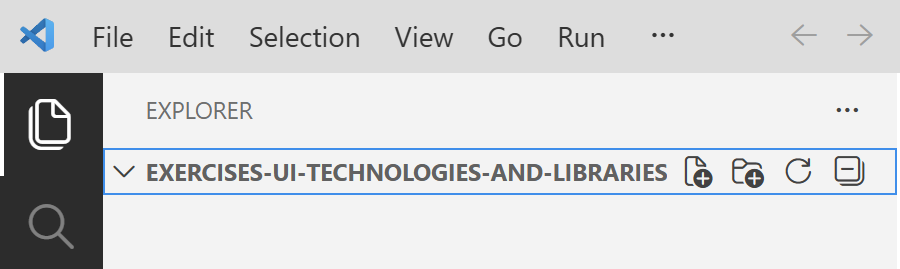 File Edit Selection View Go Run ...
EXPLORER ...
EXERCISES-UI-TECHNOLOGIES-AND-LIBRARIES